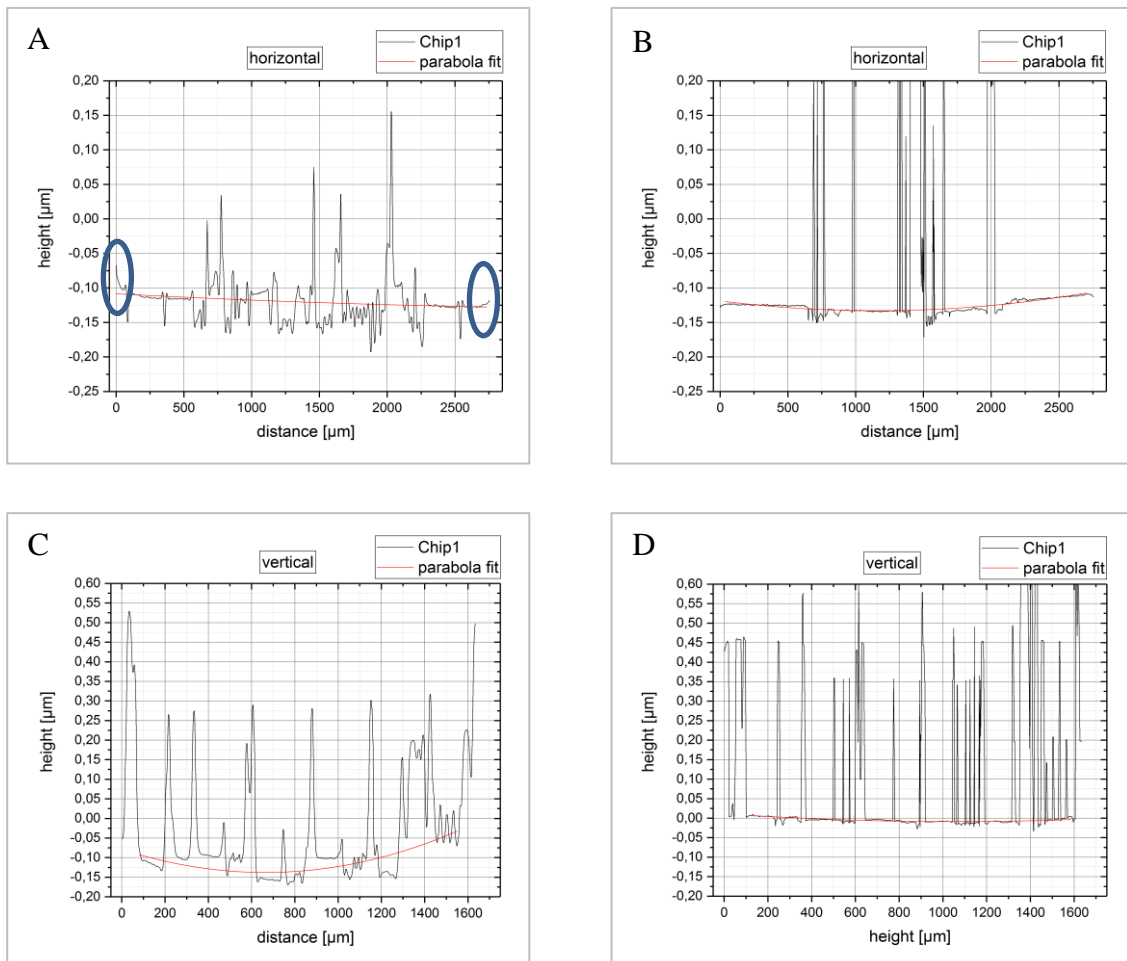 A
horizontal
Chip1
parabola fit
0,20
0,15
0,10
0,05
0,00
-0,05
-0,10
-0,15
-0,20
-0,25
height [µm]
0 500 1000 1500 2000 2500
distance [µm]
B
horizontal
Chip1
parabola fit
0,20
0,15
0,10
0,05
0,00
-0,05
-0,10
-0,15
-0,20
-0,25
height [µm]
0 500 1000 1500 2000 2500
distance [µm]
C
vertical
Chip1
parabola fit
0,60
0,55
0,50
0,45
0,40
0,35
0,30
0,25
0,20
0,15
0,10
0,05
0,00
-0,05
-0,10
-0,15
-0,20
height [µm]
0 200 400 600 800 1000 1200 1400 1600
distance [µm]
D
vertical
Chip1
parabola fit
0,60
0,55
0,50
0,45
0,40
0,35
0,30
0,25
0,20
0,15
0,10
0,05
0,00
-0,05
-0,10
-0,15
-0,20
height [µm]
0 200 400 600 800 1000 1200 1400 1600
height [µm]